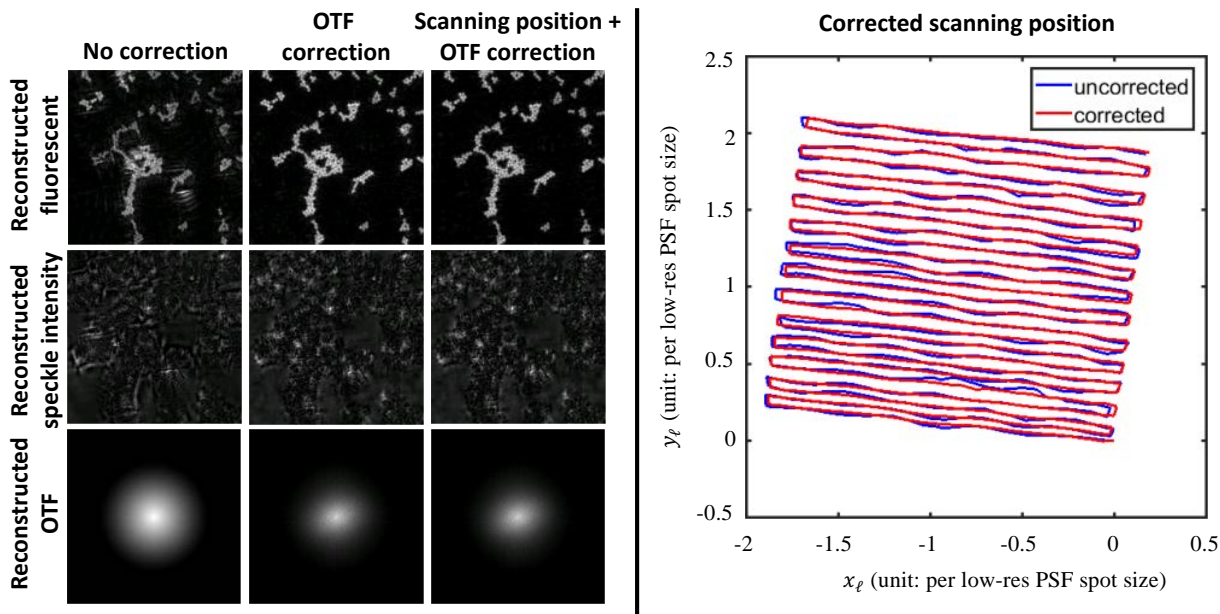 OTF
correction
Scanning position +
OTF correction
No correction
Reconstructed
fluorescent
Reconstructed
speckle intensity
Reconstructed
OTF
Corrected scanning position
uncorrected
corrected
2.5
2
1.5
1
0.5
0
-0.5
-2
-1.5
-1
-0.5
0
0.5
yℓ (unit: per low-res PSF spot size)
xℓ (unit: per low-res PSF spot size)